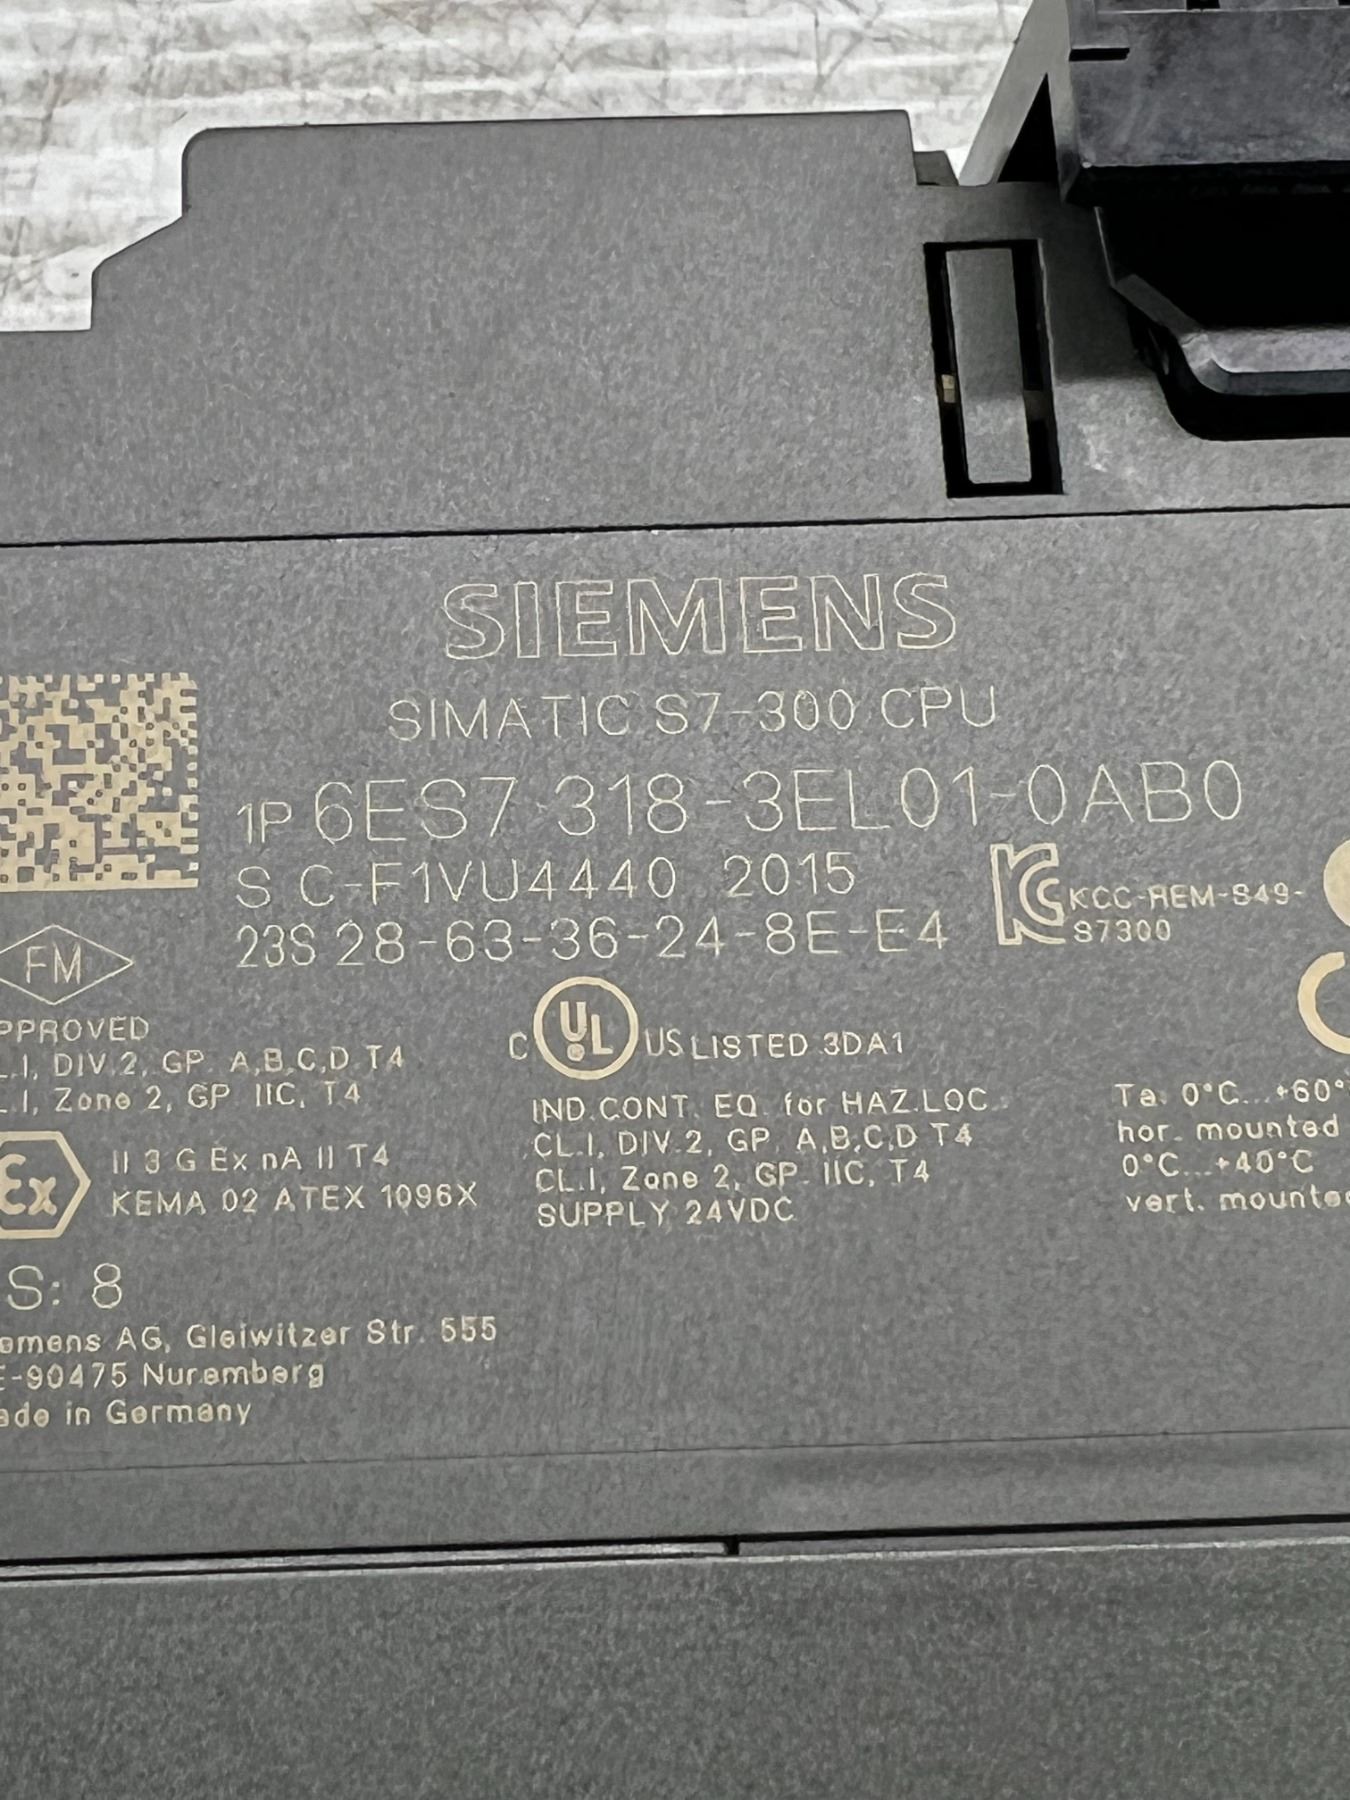 SIEMENS
SIMATIC S7-300 CPU
1P 6ES7 318-3EL01-0AB0
S C-F1VU4440 2015
23S 28-63-36-24-8E-E4
KCC-REM-S49-
S7300
FM
PPROVED
L.I, DIV.2, GP. A,B,C,D T4
L.I, Zone 2, GP. IIC, T4
Ex
II 3 G Ex nA II T4
KEMA 02 ATEX 1096X
C UL US LISTED 3DA1
IND.CONT. EQ. for HAZ.LOC.
CL.I, DIV.2, GP. A,B,C,D T4
CL.I, Zone 2, GP. IIC, T4
SUPPLY 24VDC
Ta: 0°C...+60°
hor. mounted
0°C...+40°C
vert. mounte
S: 8
emens AG, Gleiwitzer Str. 555
E-90475 Nuremberg
ade in Germany